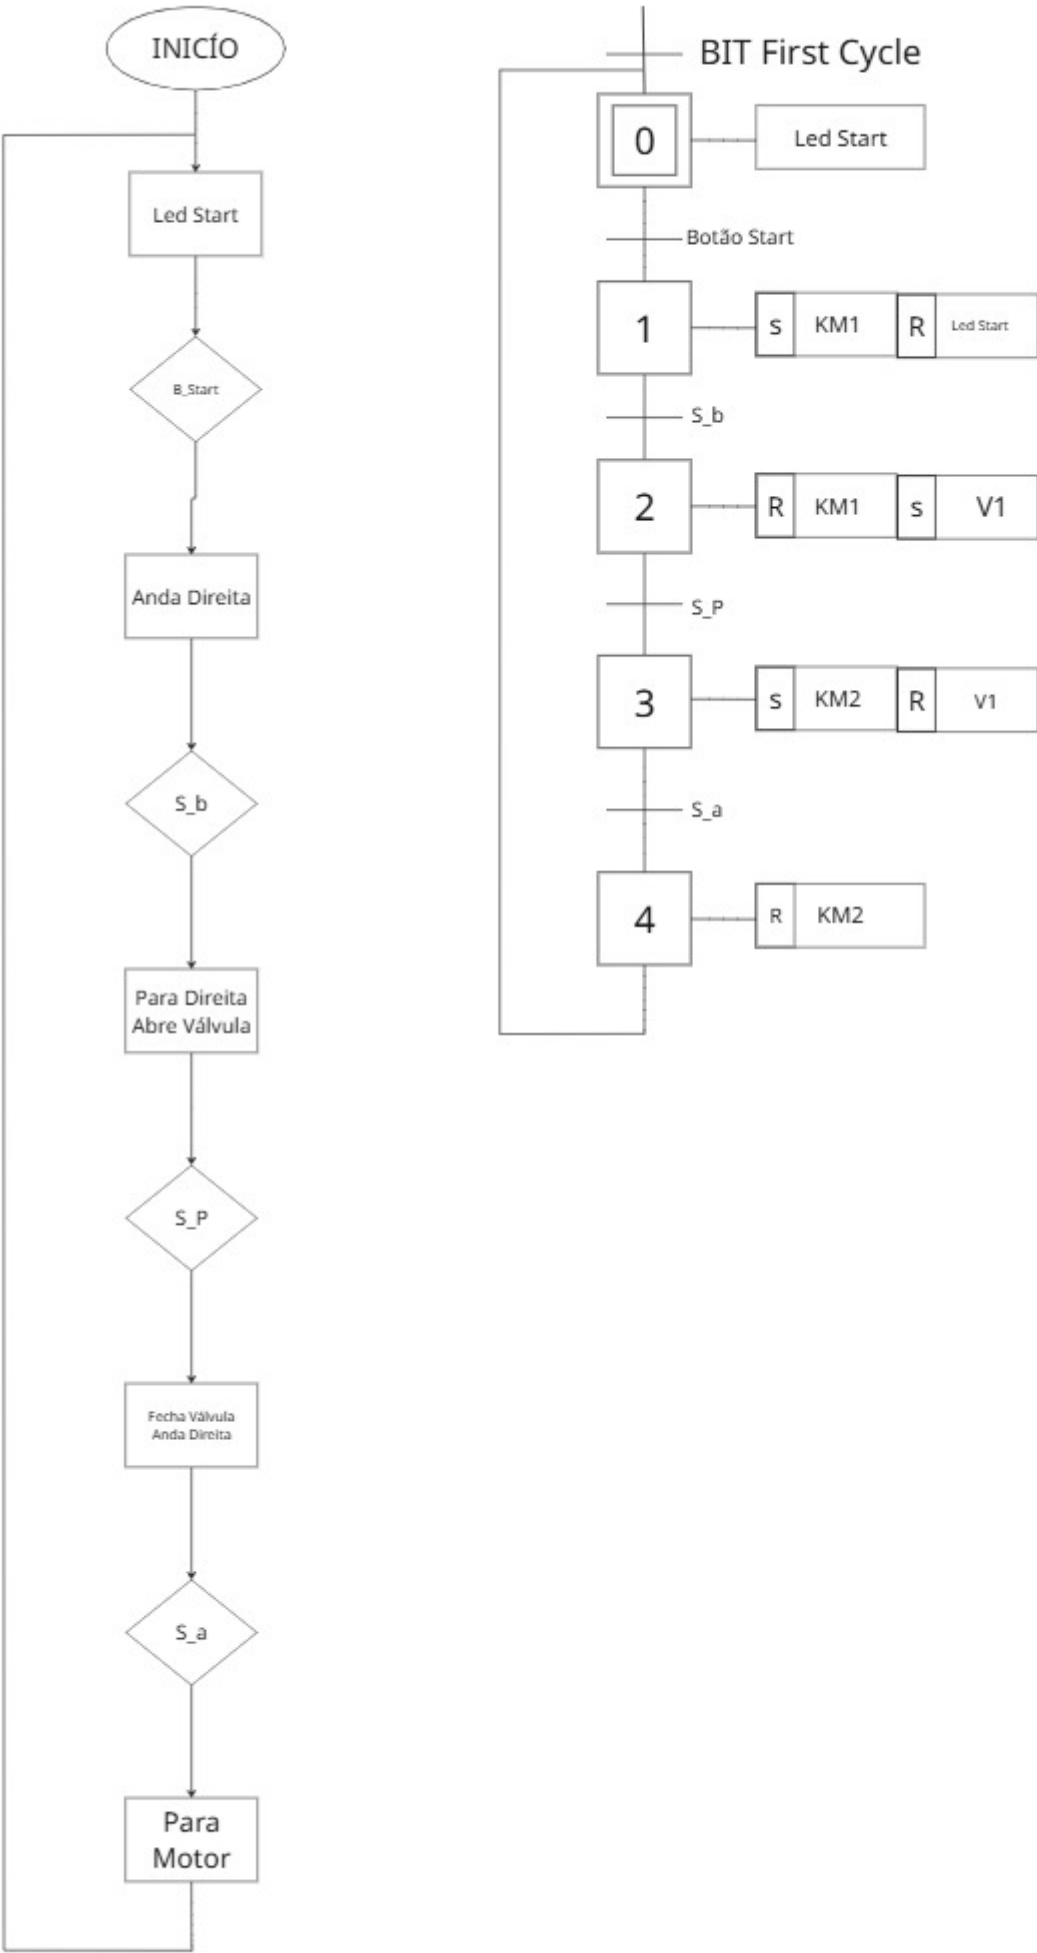 INICÍO
Led Start
B_Start
Anda Direita
S_b
Para Direita
Abre Válvula
S_P
Fecha Válvula
Anda Direita
S_a
Para
Motor
BIT First Cycle
0
Led Start
Botão Start
1
s KM1 R Led Start
S_b
2
R KM1 s V1
S_P
3
s KM2 R V1
S_a
4
R KM2